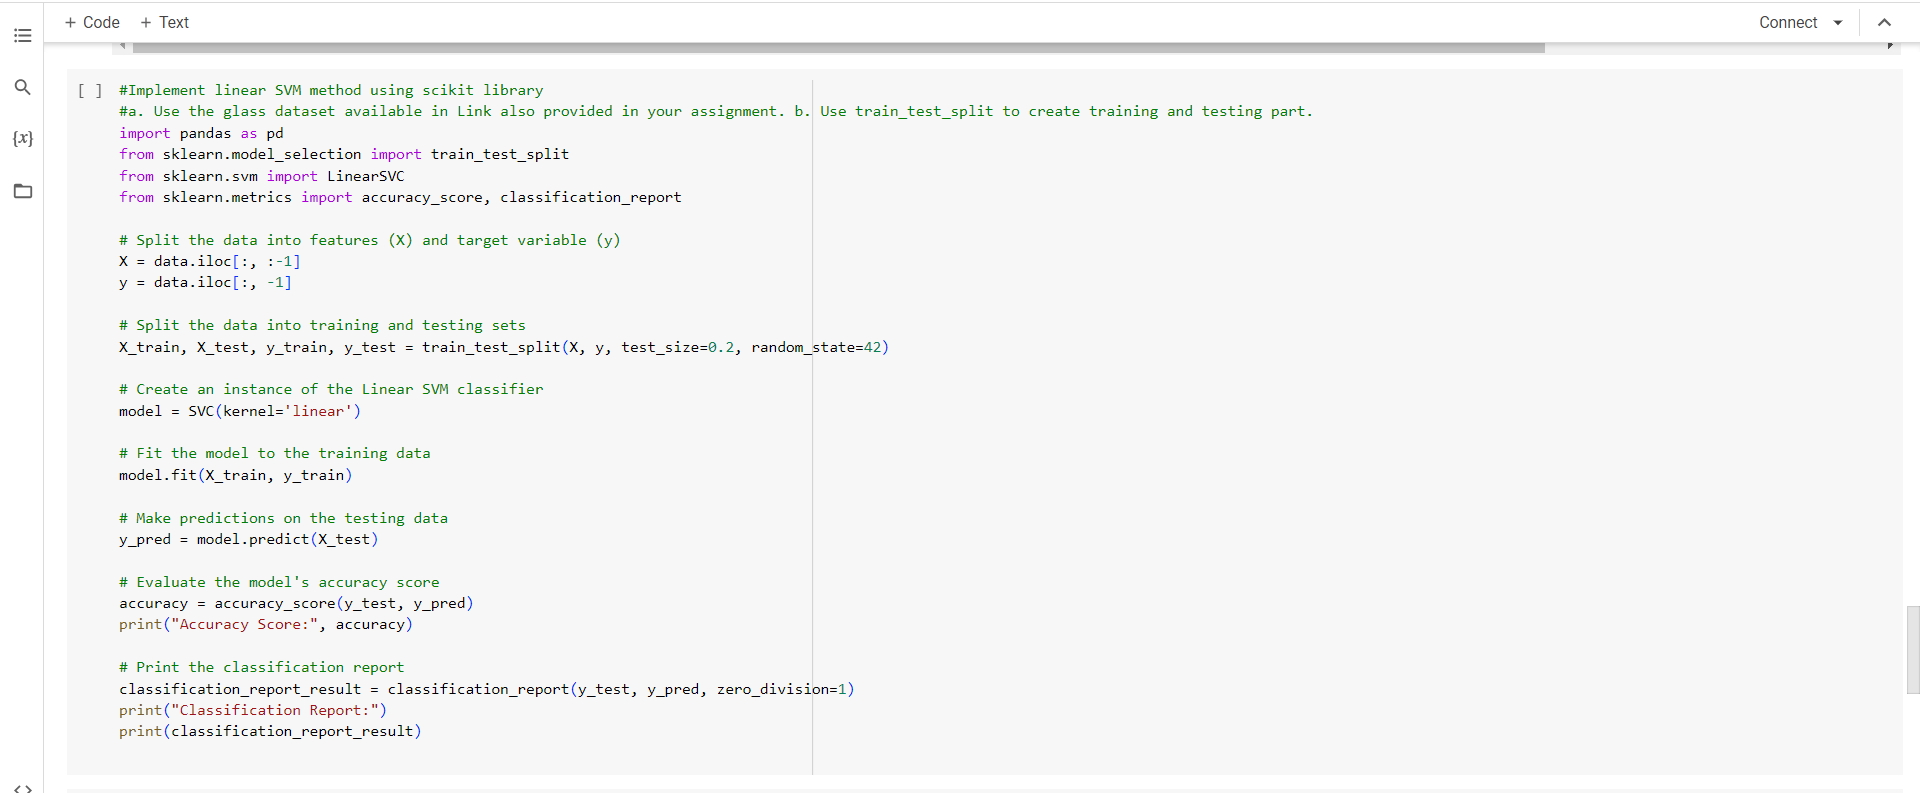 + Code + Text Connect
[ ] #Implement linear SVM method using scikit library
#a. Use the glass dataset available in Link also provided in your assignment. b. Use train_test_split to create training and testing part.
{x}
import pandas as pd
from sklearn.model_selection import train_test_split
from sklearn.svm import LinearSVC
from sklearn.metrics import accuracy_score, classification_report
# Split the data into features (X) and target variable (y)
X = data.iloc[:, :-1]
y = data.iloc[:, -1]
# Split the data into training and testing sets
X_train, X_test, y_train, y_test = train_test_split(X, y, test_size=0.2, random_state=42)
# Create an instance of the Linear SVM classifier
model = SVC(kernel='linear')
# Fit the model to the training data
model.fit(X_train, y_train)
# Make predictions on the testing data
y_pred = model.predict(X_test)
# Evaluate the model's accuracy score
accuracy = accuracy_score(y_test, y_pred)
print("Accuracy Score:", accuracy)
# Print the classification report
classification_report_result = classification_report(y_test, y_pred, zero_division=1)
print("Classification Report:")
print(classification_report_result)